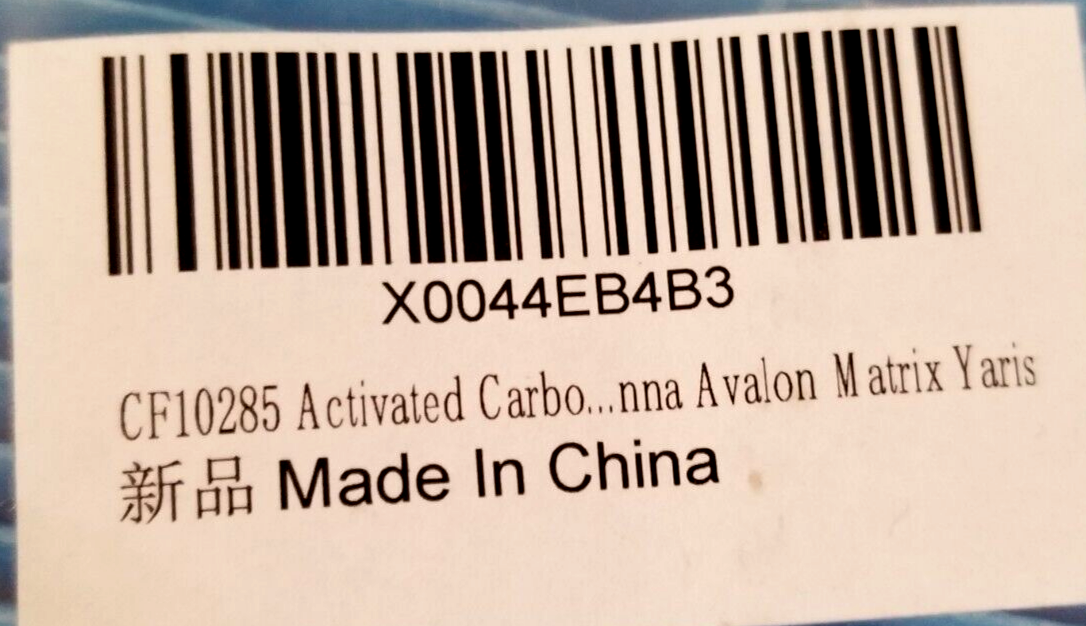 X0044EB4B3
CF10285 Activated Carbo...nna Avalon Matrix Yaris
新品 Made In China